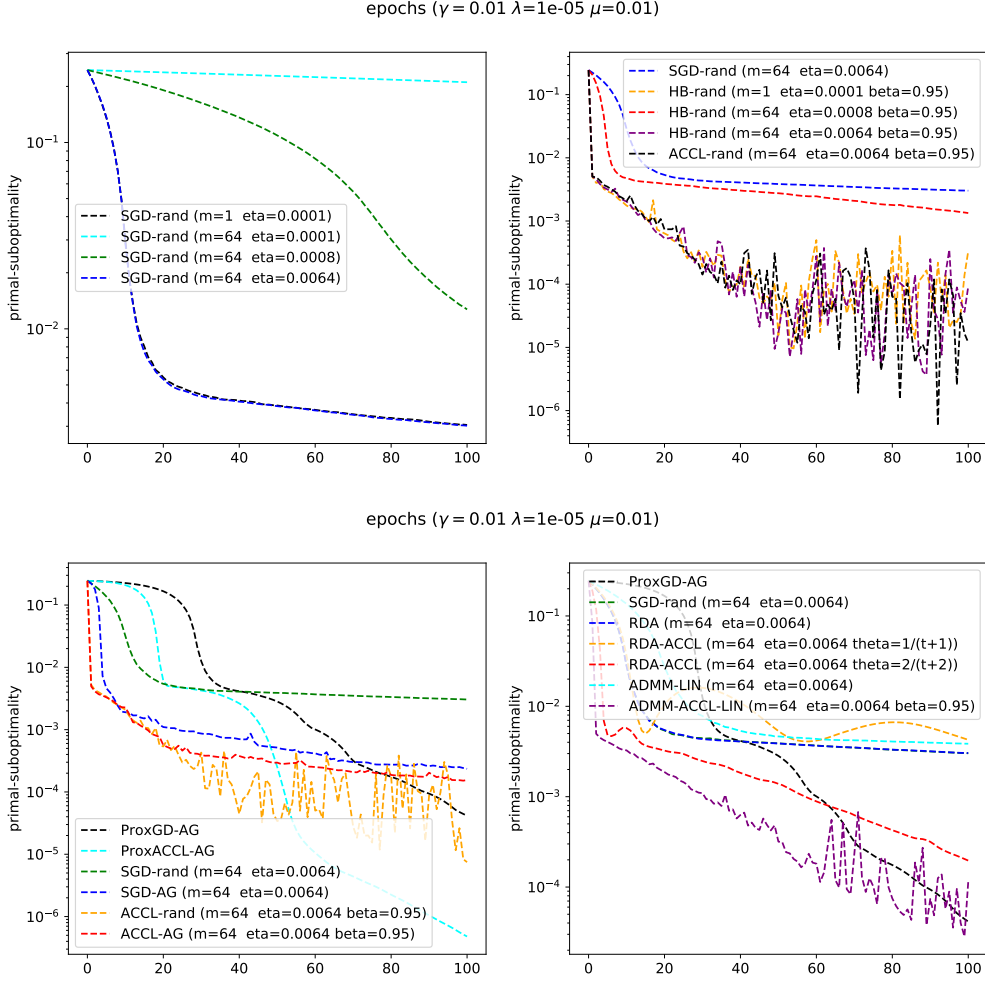 epochs (γ = 0.01 λ=1e-05 μ=0.01)
primal-suboptimality
10⁻¹
10⁻²
SGD-rand (m=1 eta=0.0001)
SGD-rand (m=64 eta=0.0001)
SGD-rand (m=64 eta=0.0008)
SGD-rand (m=64 eta=0.0064)
0 20 40 60 80 100
primal-suboptimality
10⁻¹
10⁻²
10⁻³
10⁻⁴
10⁻⁵
10⁻⁶
SGD-rand (m=64 eta=0.0064)
HB-rand (m=1 eta=0.0001 beta=0.95)
HB-rand (m=64 eta=0.0008 beta=0.95)
HB-rand (m=64 eta=0.0064 beta=0.95)
ACCL-rand (m=64 eta=0.0064 beta=0.95)
0 20 40 60 80 100
epochs (γ = 0.01 λ=1e-05 μ=0.01)
primal-suboptimality
10⁻¹
10⁻²
10⁻³
10⁻⁴
10⁻⁵
10⁻⁶
ProxGD-AG
ProxACCL-AG
SGD-rand (m=64 eta=0.0064)
SGD-AG (m=64 eta=0.0064)
ACCL-rand (m=64 eta=0.0064 beta=0.95)
ACCL-AG (m=64 eta=0.0064 beta=0.95)
0 20 40 60 80 100
primal-suboptimality
10⁻¹
10⁻²
10⁻³
10⁻⁴
ProxGD-AG
SGD-rand (m=64 eta=0.0064)
RDA (m=64 eta=0.0064)
RDA-ACCL (m=64 eta=0.0064 theta=1/(t+1))
RDA-ACCL (m=64 eta=0.0064 theta=2/(t+2))
ADMM-LIN (m=64 eta=0.0064)
ADMM-ACCL-LIN (m=64 eta=0.0064 beta=0.95)
0 20 40 60 80 100